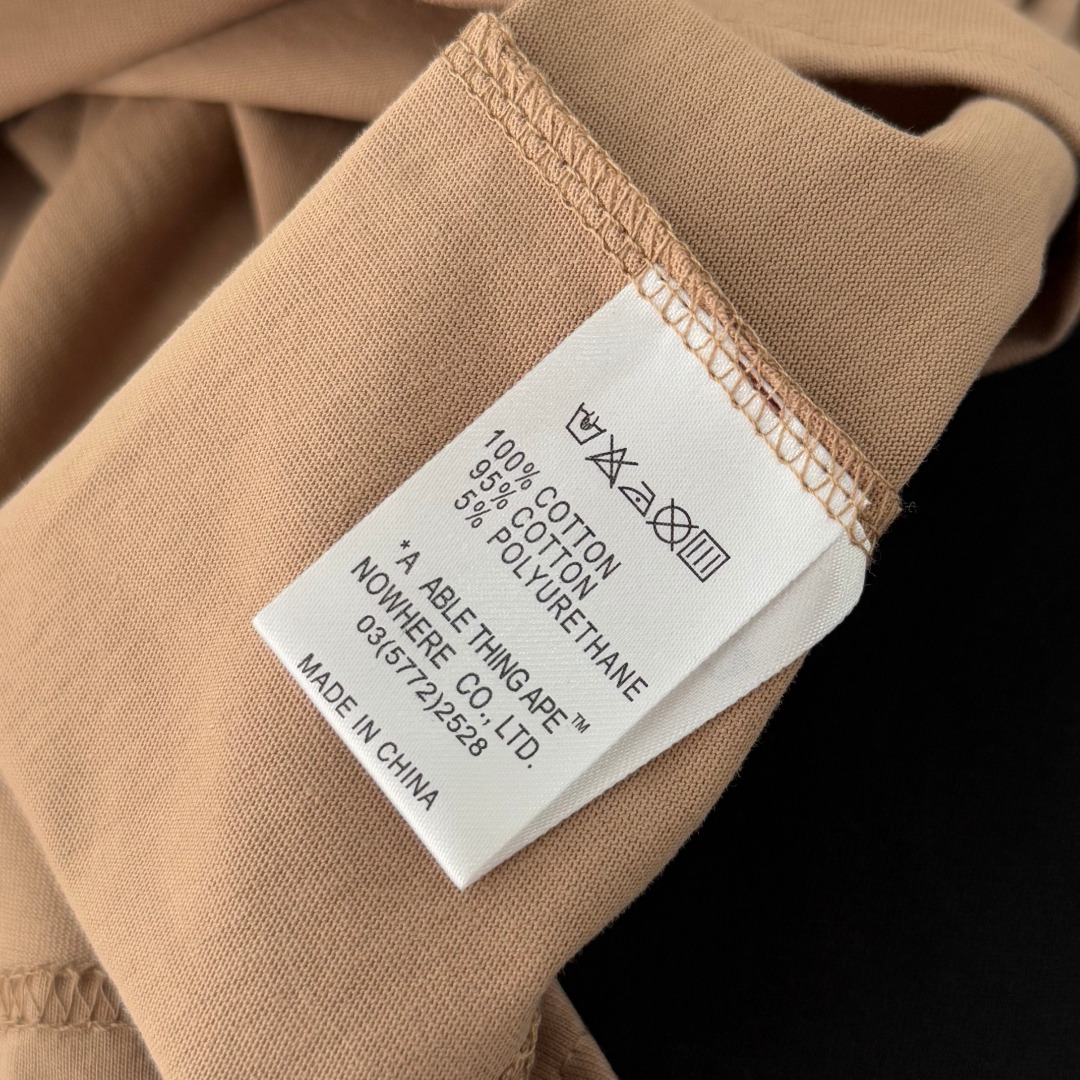 100% COTTON
95% COTTON
5% POLYURETHANE
*A ABLE THING APE™
NOWHERE CO., LTD.
03(5772)2528
MADE IN CHINA